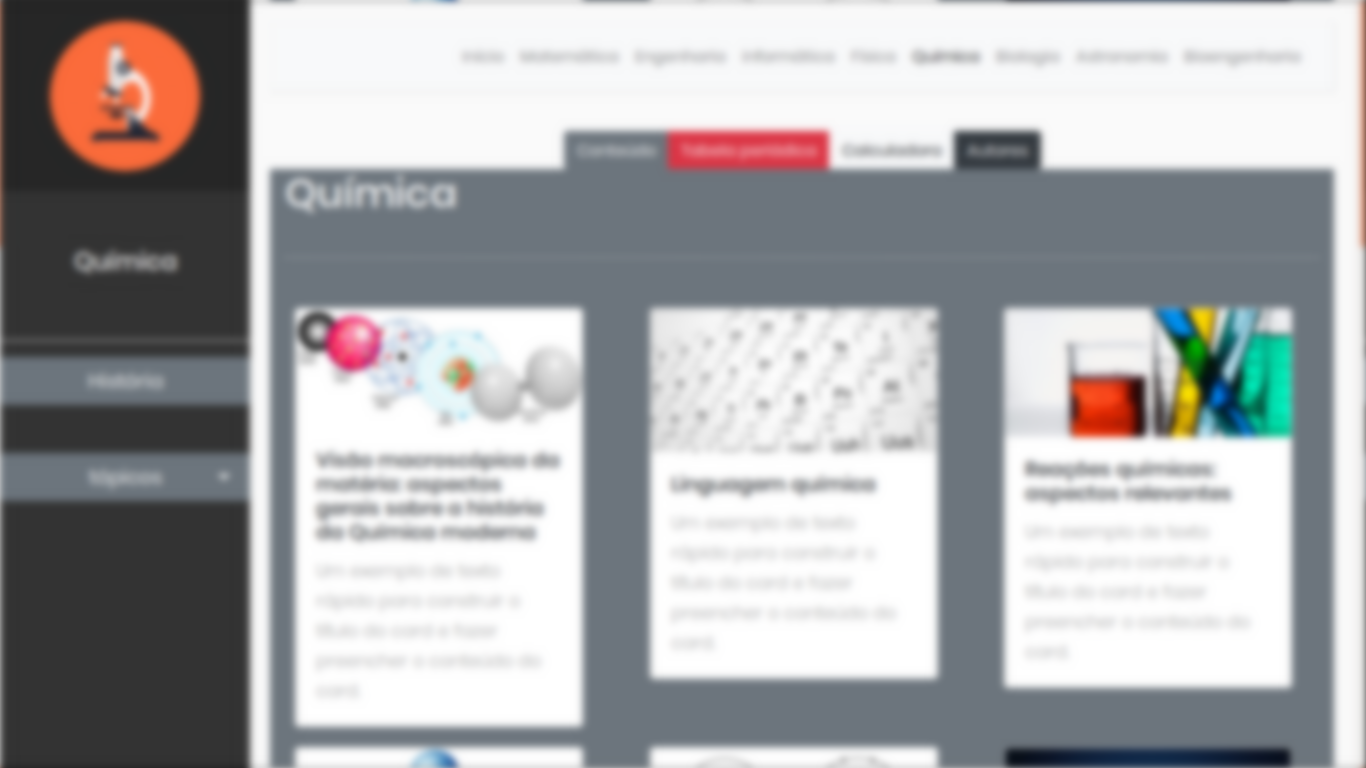 Início Matemática Engenharia Informática Física Química Biologia Astronomia Bioengenharia
Conteúdo Tabela periódica Calculadora Autores
Química
Química
História
tópicos
Visão macroscópica da
matéria: aspectos
gerais sobre a história
da Química moderna
Um exemplo de texto
rápido para construir o
título do card e fazer
preencher o conteúdo do
card.
Linguagem química
Um exemplo de texto
rápido para construir o
título do card e fazer
preencher o conteúdo do
card.
Reações químicas:
aspectos relevantes
Um exemplo de texto
rápido para construir o
título do card e fazer
preencher o conteúdo do
card.